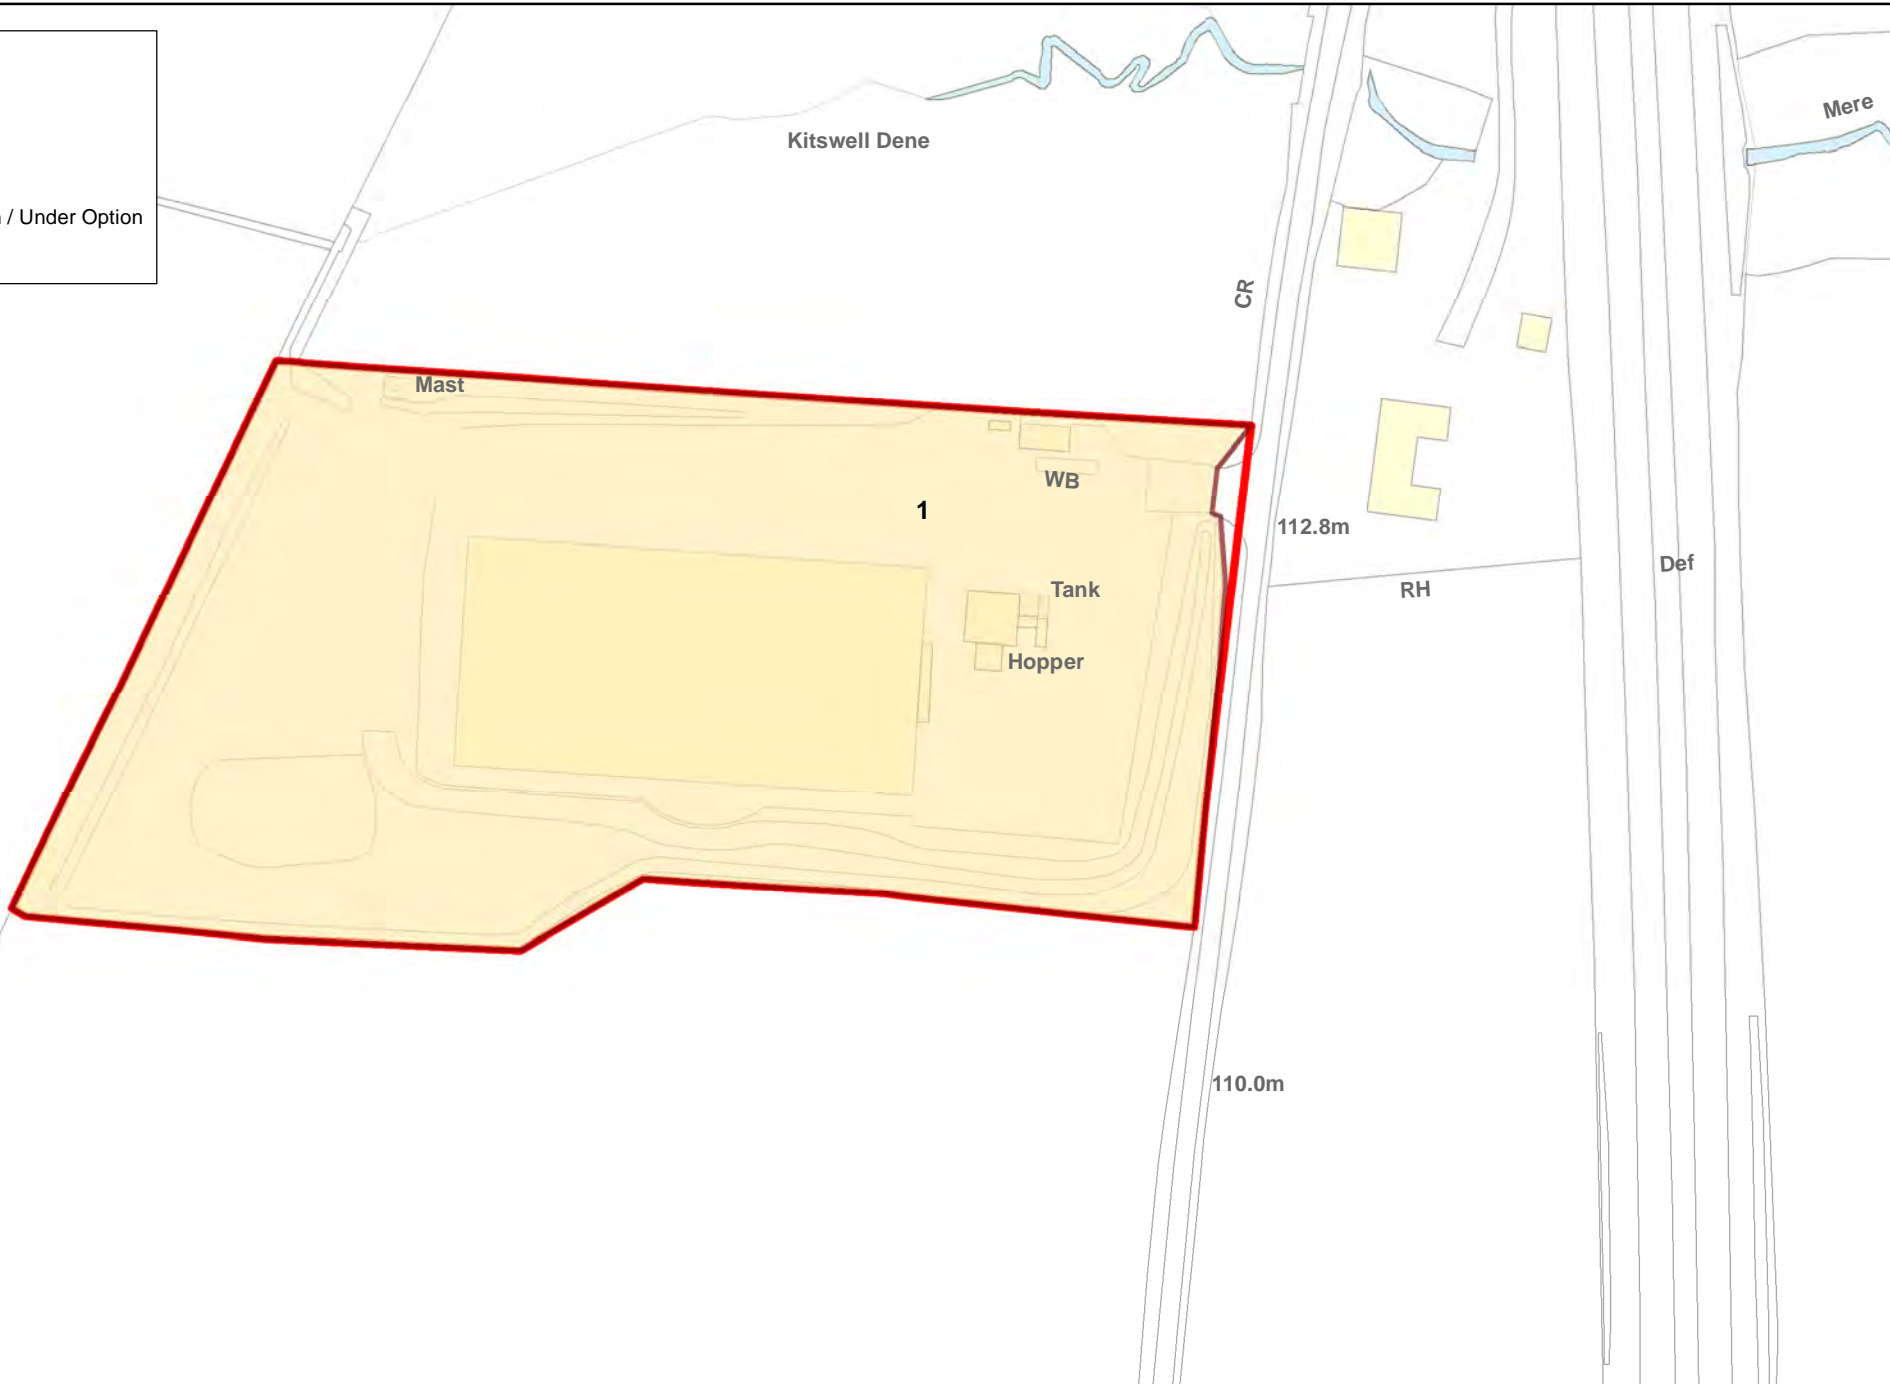 Mere
Kitswell Dene
/ Under Option
CR
Mast
WB
1
112.8m
Def
Tank
RH
Hopper
110.0m